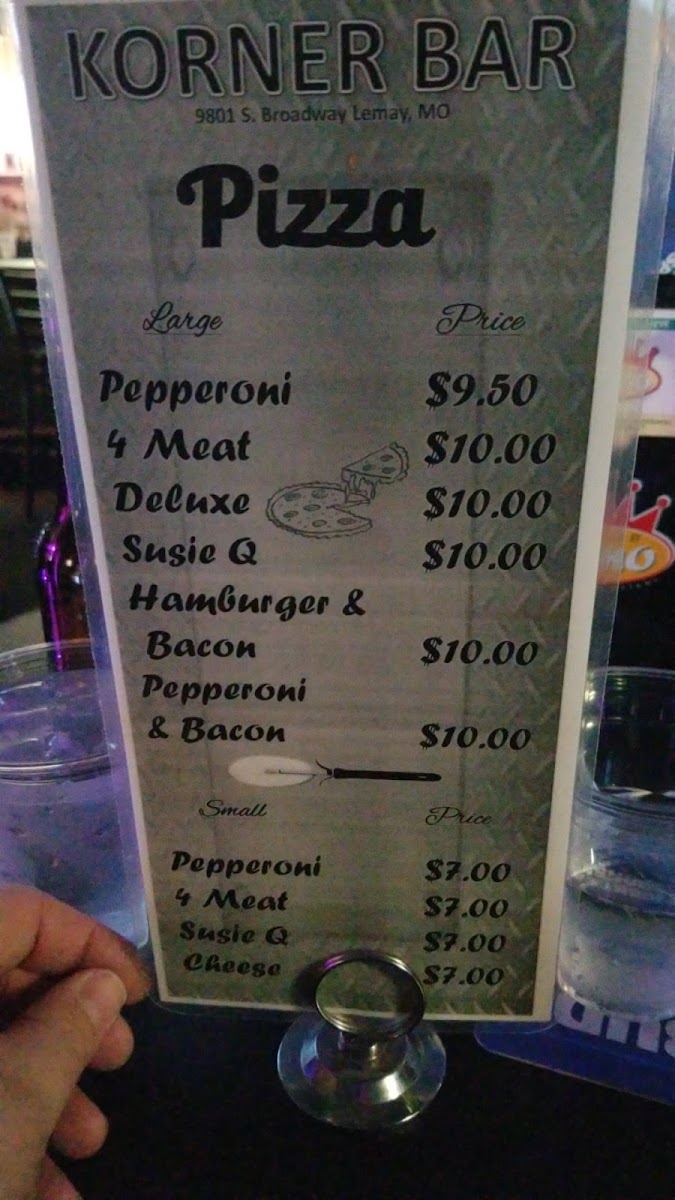 KORNER BAR
9801 S. Broadway Lemay, MO
Pizza
Large Price
Pepperoni $9.50
4 Meat $10.00
Deluxe $10.00
Susie Q $10.00
Hamburger &
Bacon $10.00
Pepperoni
& Bacon $10.00
Small Price
Pepperoni $7.00
4 Meat $7.00
Susie Q $7.00
Cheese $7.00